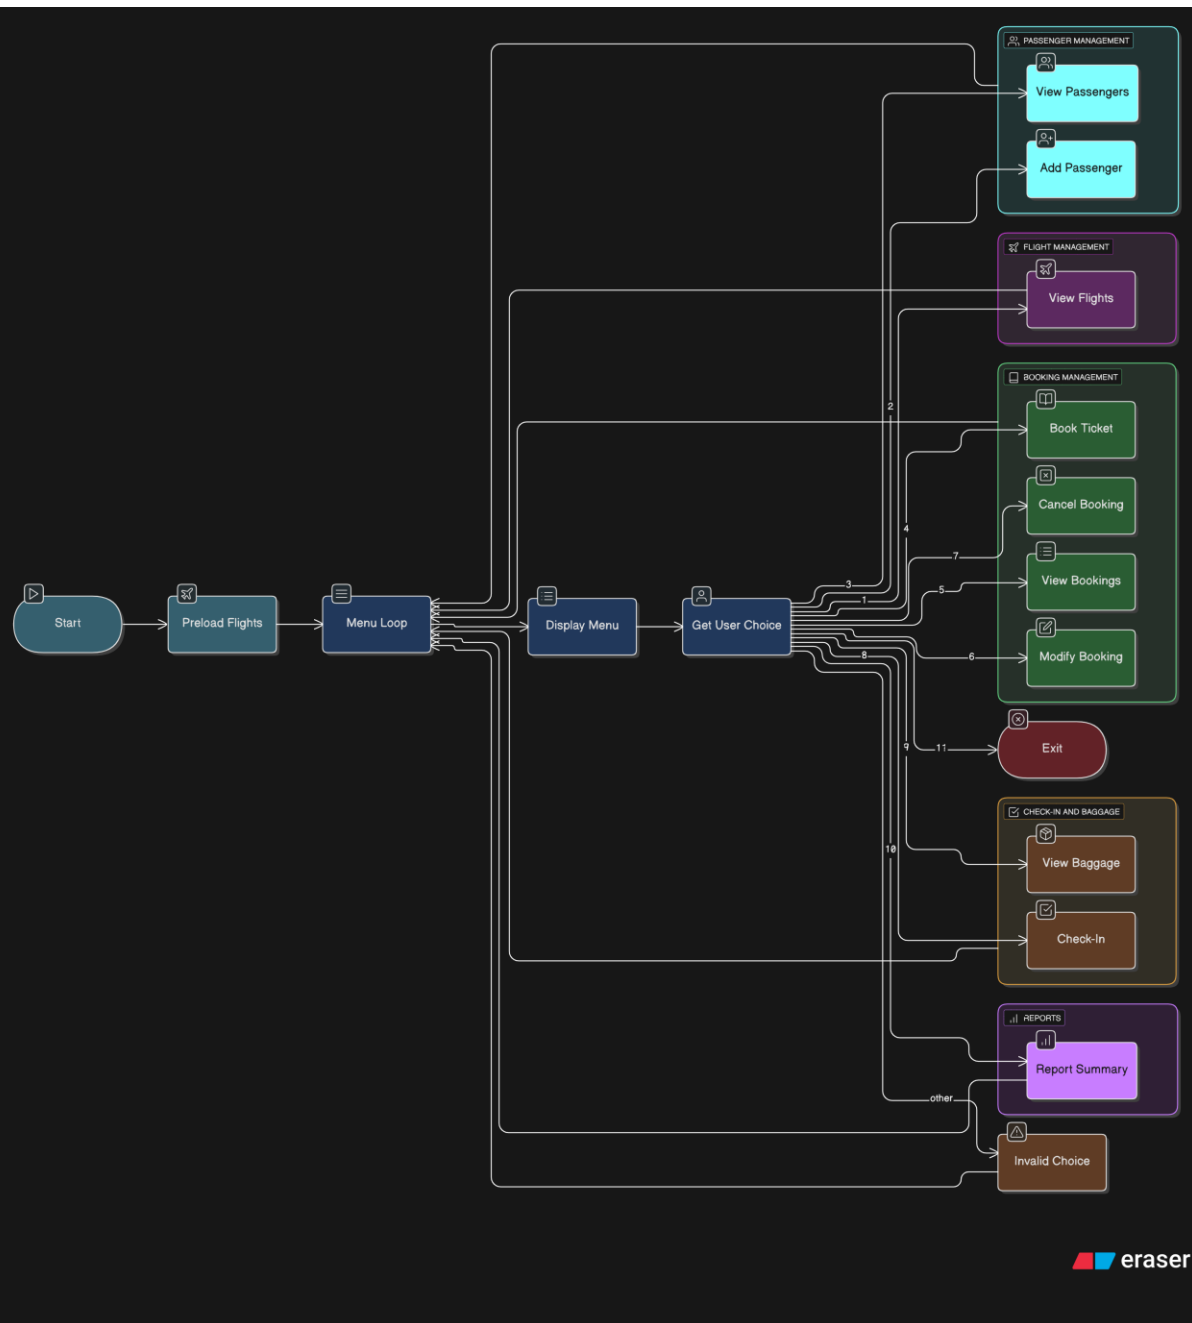 PASSENGER MANAGEMENT
View Passengers
Add Passenger
FLIGHT MANAGEMENT
View Flights
BOOKING MANAGEMENT
2
Book Ticket
Cancel Booking
4
7
View Bookings
3
5
1
Start
Preload Flights
Menu Loop
Display Menu
Get User Choice
8
6
Modify Booking
9
11
Exit
CHECK-IN AND BAGGAGE
10
View Baggage
Check-In
REPORTS
Report Summary
other
Invalid Choice
eraser